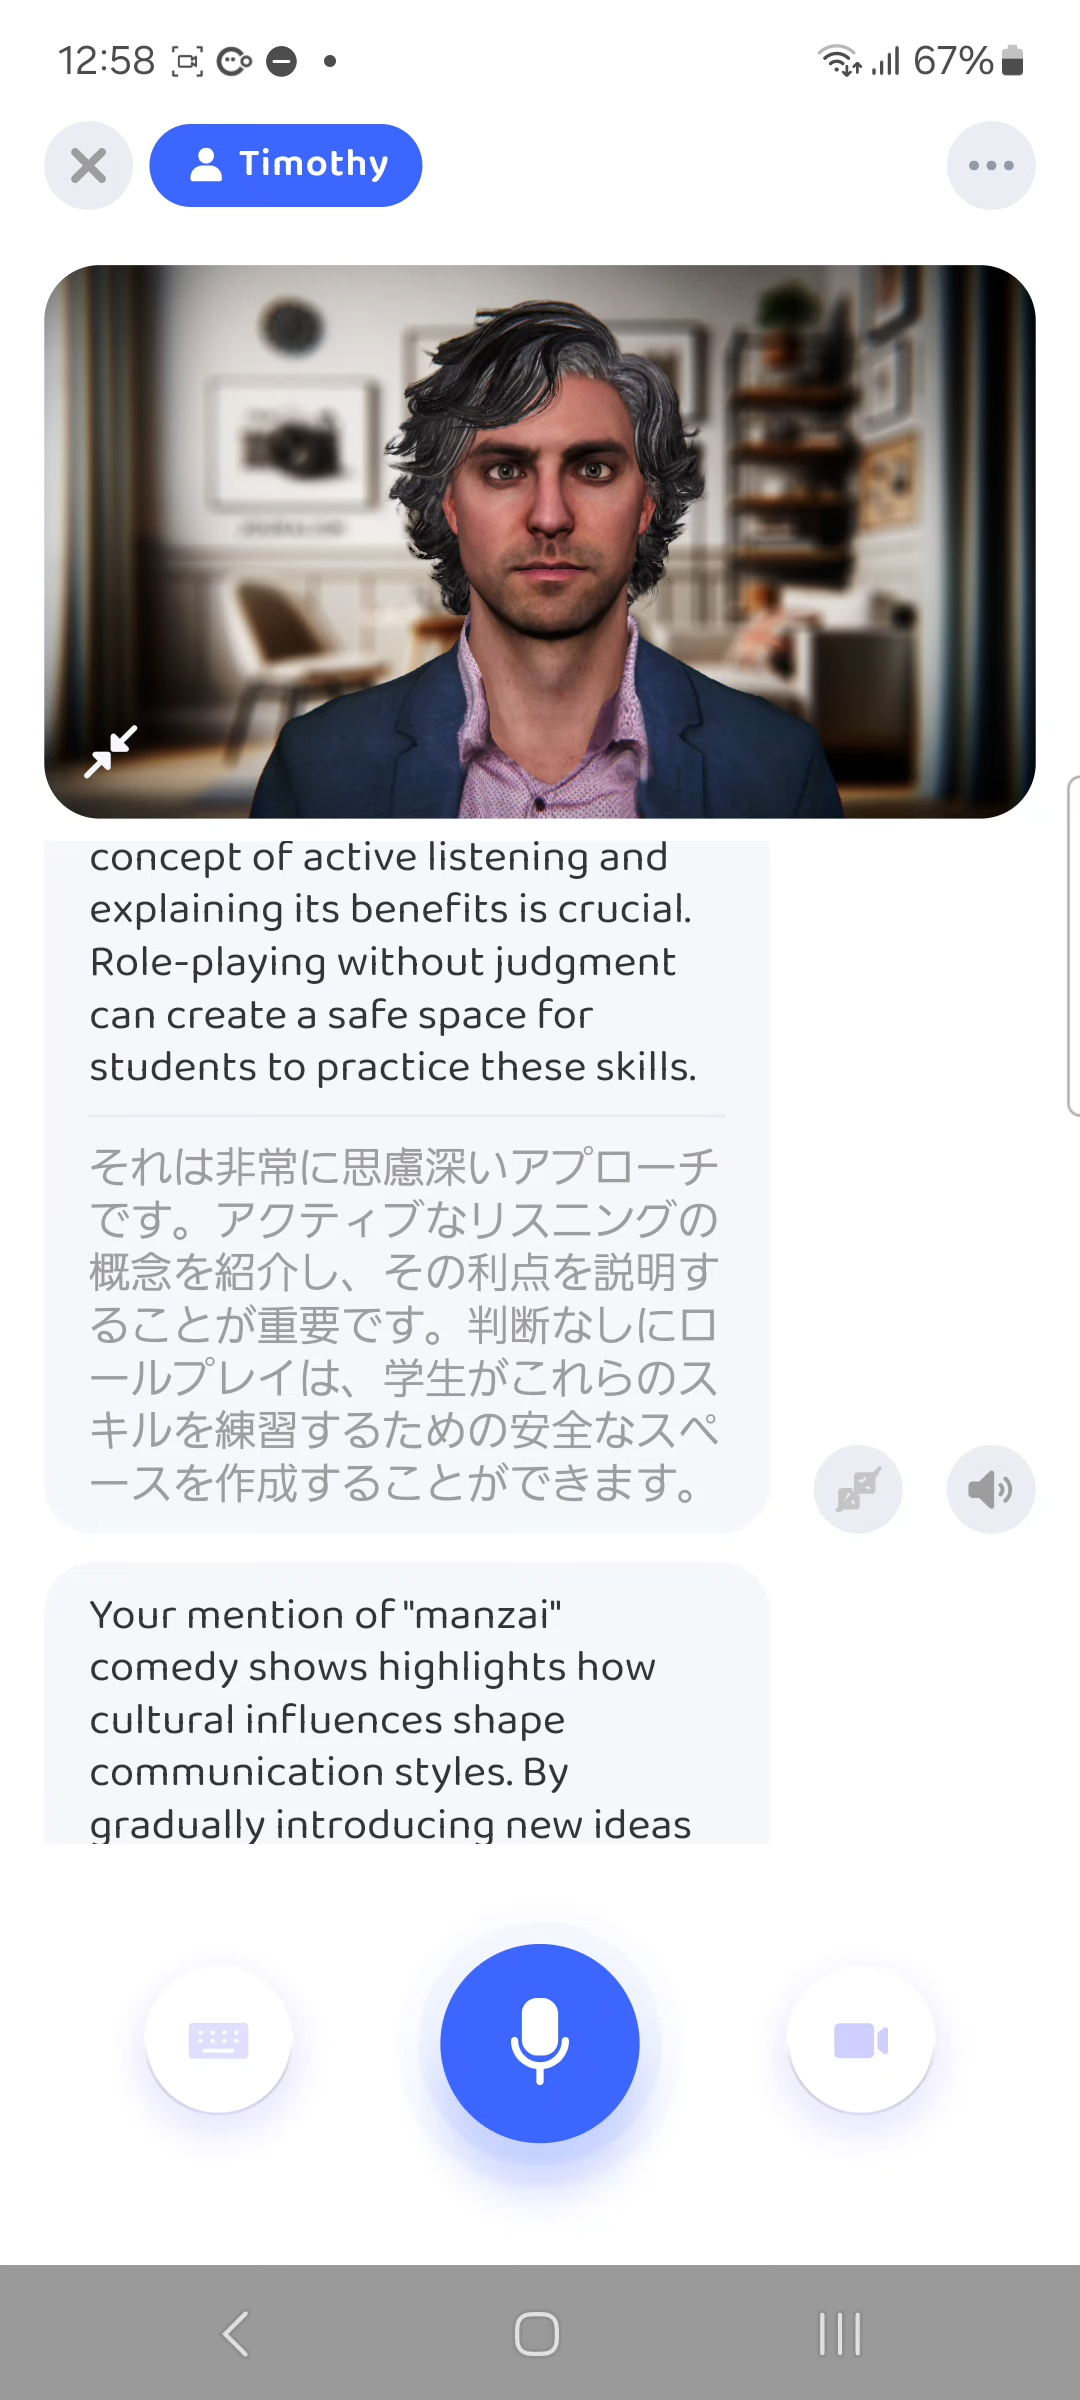 12:58
67%
Timothy
concept of active listening and
explaining its benefits is crucial.
Role-playing without judgment
can create a safe space for
students to practice these skills.
それは非常に思慮深いアプローチ
です。アクティブなリスニングの
概念を紹介し、その利点を説明す
ることが重要です。判断なしにロ
ールプレイは、学生がこれらのス
キルを練習するための安全なスペ
ースを作成することができます。
Your mention of "manzai"
comedy shows highlights how
cultural influences shape
communication styles. By
gradually introducing new ideas